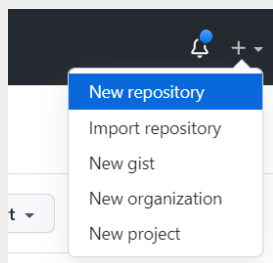 New repository
Import repository
New gist
New organization
t
New project